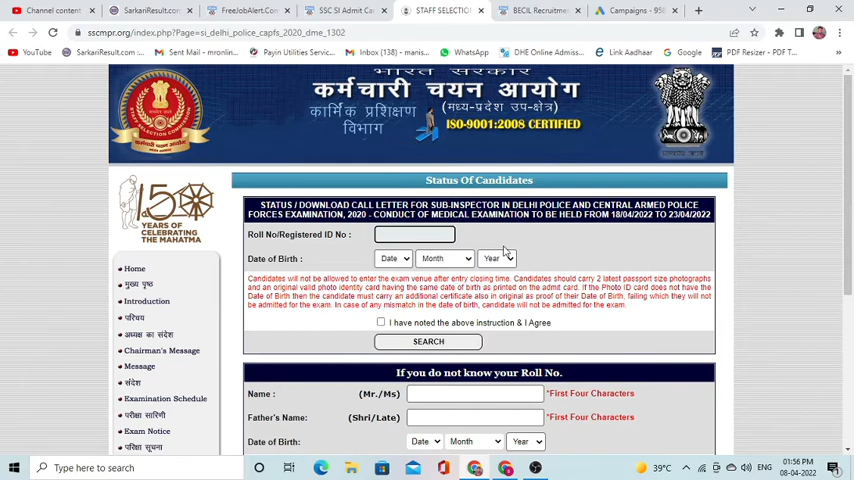 Channel content
SarkariResult.com
FreeJobAlert.Com
SSC SI Admit Ca
STAFF SELECTION
BECIL Recruitmen
Campaigns - 958
sscmpr.org/index.php?Page=si_delhi_police_capfs_2020_dme_1302
YouTube
SarkariResult.com
Sent Mail - mronlin...
Payin Utilities Servic...
Inbox (138) - manis...
WhatsApp
DHE Online Admiss...
Link Aadhaar
Google
PDF Resizer - PDF...
भारत सरकार
कर्मचारी चयन आयोग
कार्मिक प्रशिक्षण
विभाग
(मध्य-प्रदेश उप-क्षेत्र)
ISO-9001:2008 CERTIFIED
Status Of Candidates
STATUS / DOWNLOAD CALL LETTER FOR SUB-INSPECTOR IN DELHI POLICE AND CENTRAL ARMED POLICE
FORCES EXAMINATION, 2020 - CONDUCT OF MEDICAL EXAMINATION TO BE HELD FROM 18/04/2022 TO 23/04/2022
Roll No/Registered ID No :
Date of Birth :
Date
Month
Year
Candidates will not be allowed to enter the exam venue after entry closing time. Candidates should carry 2 latest passport size photographs
and an original valid photo identity card having the same date of birth as printed on the admit card. If the Photo ID card does not have the
Date of Birth then the candidate must carry an additional certificate also in original as proof of their Date of Birth, failing which they will not
be allowed for the exam. In case of any mismatch in the date of birth, candidate will not be admitted for the exam.
I have noted the above instruction & I Agree
SEARCH
If you do not know your Roll No.
Name :
(Mr./Ms)
*First Four Characters
Father's Name:
(Shri/Late)
*First Four Characters
Date of Birth:
Date
Month
Year
YEARS OF
CELEBRATING
THE MAHATMA
Home
मुख्य पृष्ठ
Introduction
परिचय
अध्यक्ष का संदेश
Chairman's Message
Message
संदेश
Examination Schedule
परीक्षा सारिणी
Exam Notice
परीक्षा सूचना
Type here to search
39°C
ENG
01:56 PM
08-04-2022